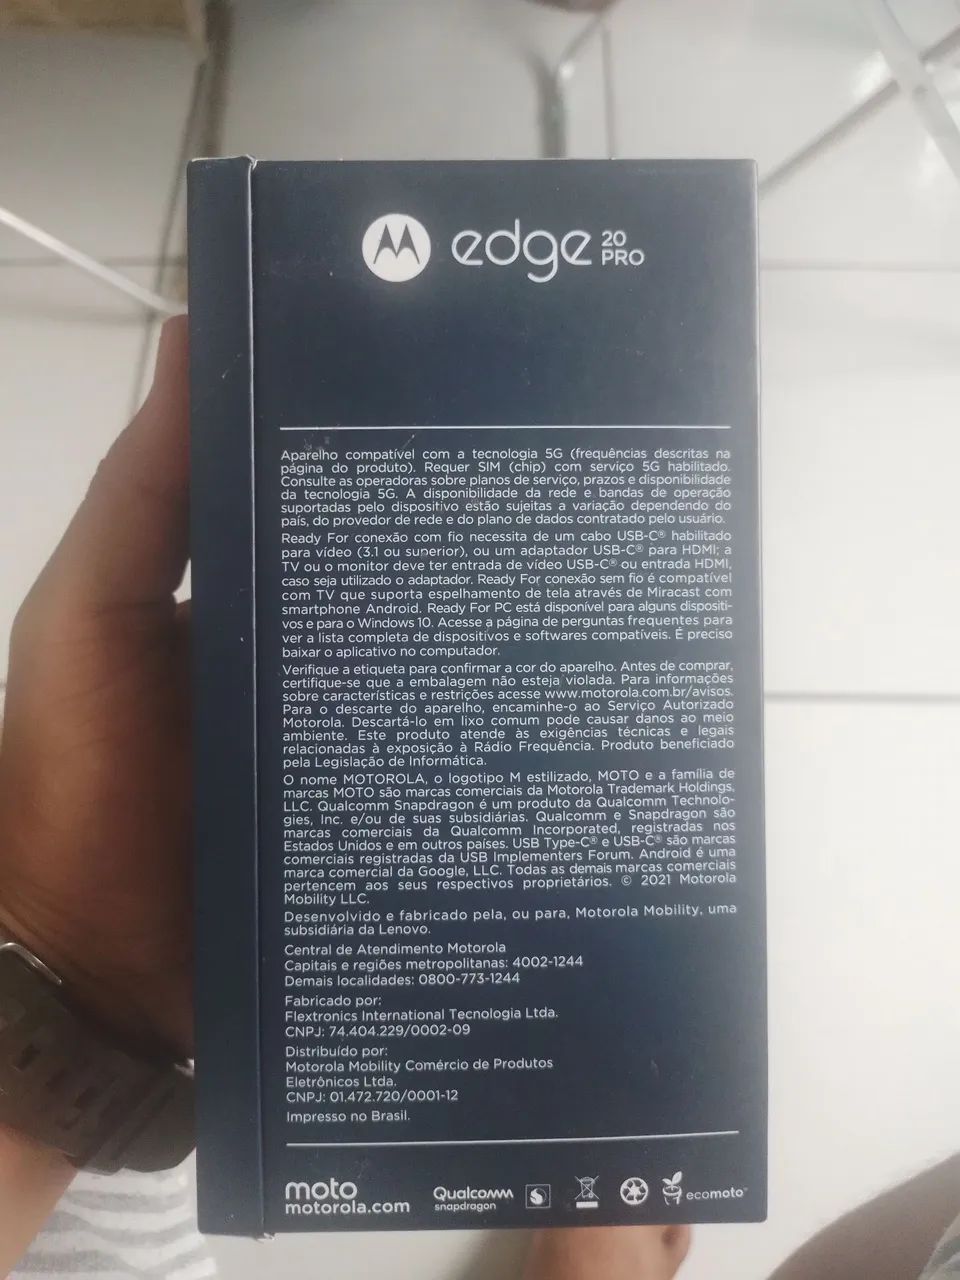 edge 20 PRO
Aparelho compatível com a tecnologia 5G (frequências descritas na
página do produto). Requer SIM (chip) com serviço 5G habilitado.
Consulte as operadoras sobre planos de serviço, prazos e disponibilidade
da tecnologia 5G. A disponibilidade da rede e bandas de operação
suportadas pelo dispositivo estão sujeitas a variação dependendo do
país, do provedor de rede e do plano de dados contratado pelo usuário.
Ready For conexão com fio necessita de um cabo USB-C® habilitado
para vídeo (3.1 ou superior), ou um adaptador USB-C® para HDMI; a
TV ou o monitor deve ter entrada de vídeo USB-C® ou entrada HDMI,
caso seja utilizado o adaptador. Ready For conexão sem fio é compatível
com TV que suporta espelhamento de tela através de Miracast com
smartphone Android. Ready For PC está disponível para alguns dispositi-
vos e para o Windows 10. Acesse a página de perguntas frequentes para
ver a lista completa de dispositivos e softwares compatíveis. É preciso
baixar o aplicativo no computador.
Verifique a etiqueta para confirmar a cor do aparelho. Antes de comprar,
certifique-se que a embalagem não esteja violada. Para informações
sobre características e restrições acesse www.motorola.com.br/avisos.
Para o descarte do aparelho, encaminhe-o ao Serviço Autorizado
Motorola. Descartá-lo em lixo comum pode causar danos ao meio
ambiente. Este produto atende às exigências técnicas e legais
relacionadas à exposição à Rádio Frequência. Produto beneficiado
pela Legislação de Informática.
O nome MOTOROLA, o logotipo M estilizado, MOTO e a família de
marcas MOTO são marcas comerciais da Motorola Trademark Holdings,
LLC. Qualcomm Snapdragon é um produto da Qualcomm Technolo-
gies, Inc. e/ou de suas subsidiárias. Qualcomm e Snapdragon são
marcas comerciais da Qualcomm Incorporated, registradas nos
Estados Unidos e em outros países. USB Type-C® e USB-C® são marcas
comerciais registradas da USB Implementers Forum. Android é uma
marca comercial da Google, LLC. Todas as demais marcas comerciais
pertencem aos seus respectivos proprietários. © 2021 Motorola
Mobility LLC.
Desenvolvido e fabricado pela, ou para, Motorola Mobility, uma
subsidiária da Lenovo.
Central de Atendimento Motorola
Capitais e regiões metropolitanas: 4002-1244
Demais localidades: 0800-773-1244
Fabricado por:
Flextronics International Tecnologia Ltda.
CNPJ: 74.404.229/0002-09
Distribuído por:
Motorola Mobility Comércio de Produtos
Eletrônicos Ltda.
CNPJ: 01.472.720/0001-12
Impresso no Brasil.
moto
motorola.com
Qualcomm
snapdragon
ecomoto™